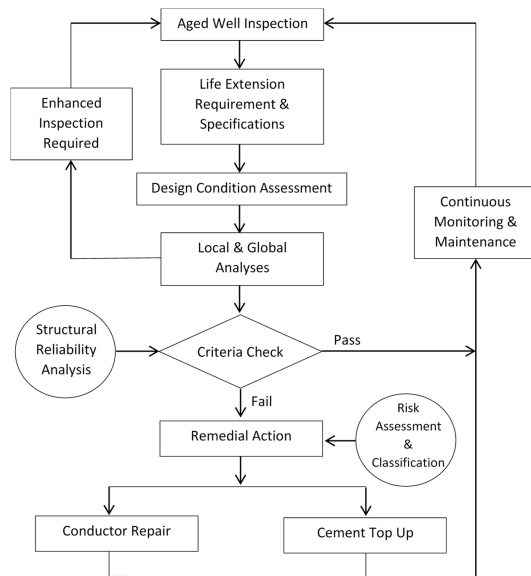 Aged Well Inspection
Life Extension
Requirement &
Specifications
Enhanced
Inspection
Required
Design Condition Assessment
Continuous
Monitoring &
Maintenance
Local & Global
Analyses
Structural
Reliability
Analysis
Criteria Check
Pass
Fail
Risk
Assessment
&
Classification
Remedial Action
Conductor Repair
Cement Top Up